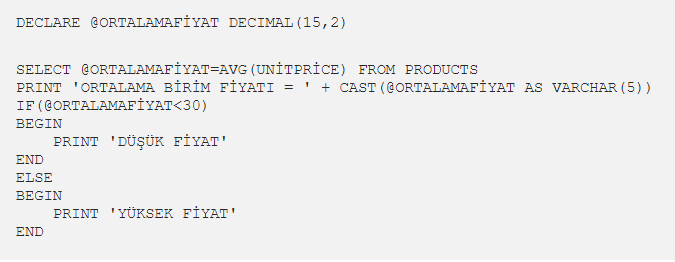 DECLARE @ORTALAMAFİYAT DECIMAL(15,2)
SELECT @ORTALAMAFİYAT=AVG(UNİTPRİCE) FROM PRODUCTS
PRINT 'ORTALAMA BİRİM FİYATI = ' + CAST(@ORTALAMAFİYAT AS VARCHAR(5))
IF(@ORTALAMAFİYAT<30)
BEGIN
    PRINT 'DÜŞÜK FİYAT'
END
ELSE
BEGIN
    PRINT 'YÜKSEK FİYAT'
END